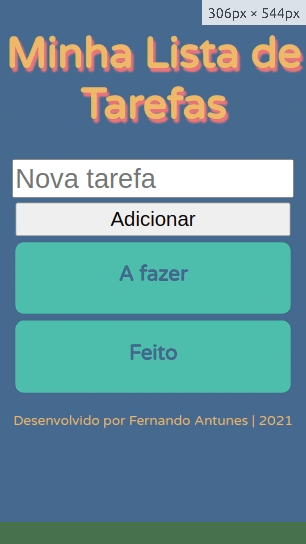 306px × 544px
Minha Lista de
Tarefas
Nova tarefa
Adicionar
A fazer
Feito
Desenvolvido por Fernando Antunes | 2021